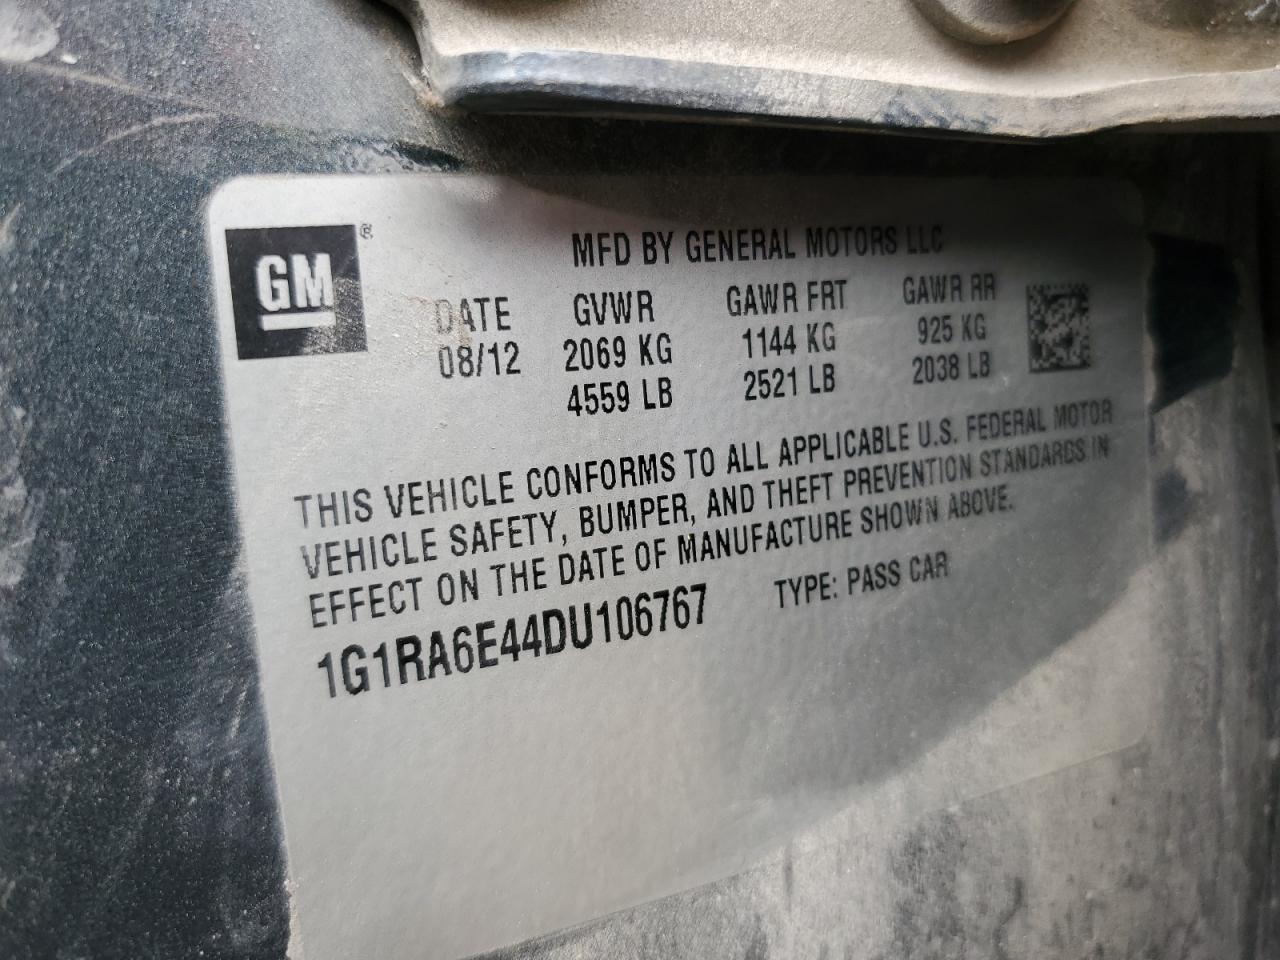 GM®
MFD BY GENERAL MOTORS LLC
DATE GVWR GAWR FRT GAWR RR
08/12 2069 KG 1144 KG 925 KG
4559 LB 2521 LB 2038 LB
THIS VEHICLE CONFORMS TO ALL APPLICABLE U.S. FEDERAL MOTOR
VEHICLE SAFETY, BUMPER, AND THEFT PREVENTION STANDARDS IN
EFFECT ON THE DATE OF MANUFACTURE SHOWN ABOVE.
1G1RA6E44DU106767 TYPE: PASS CAR